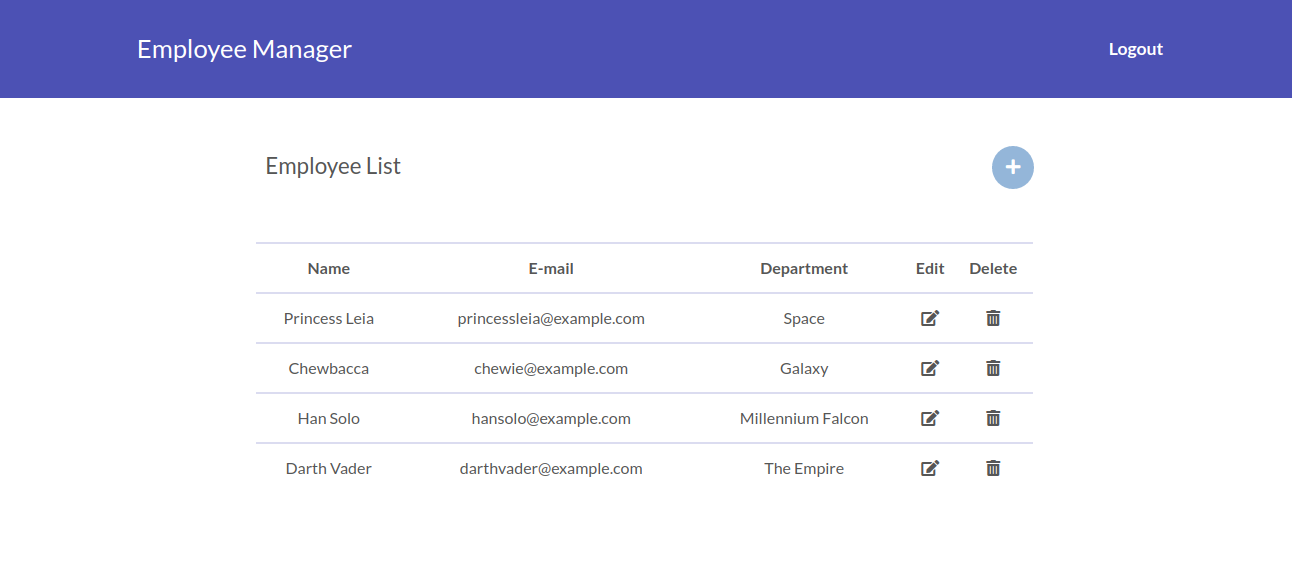 Employee Manager Logout
Employee List +
Name E-mail Department Edit Delete
Princess Leia princessleia@example.com Space
Chewbacca chewie@example.com Galaxy
Han Solo hansolo@example.com Millennium Falcon
Darth Vader darthvader@example.com The Empire